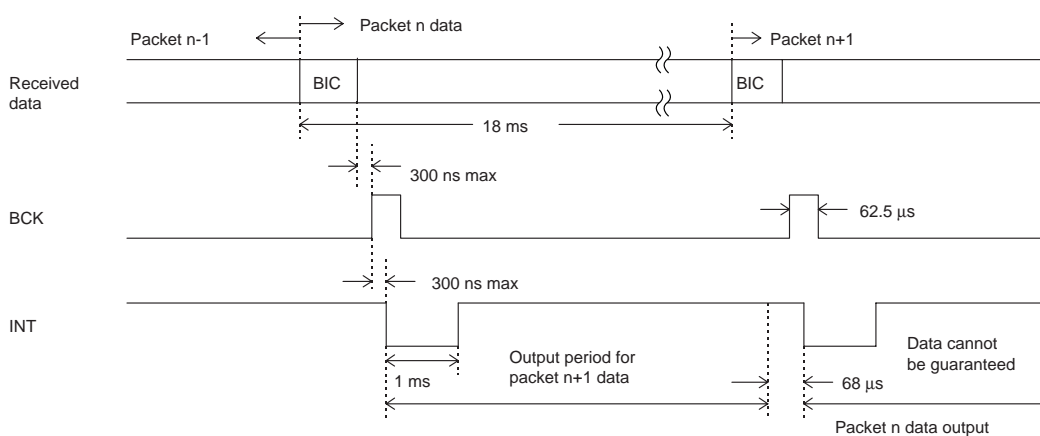 Packet n-1
Packet n data
Packet n+1
Received
data
BIC
BIC
18 ms
300 ns max
BCK
62.5 μs
300 ns max
INT
1 ms
Output period for
packet n+1 data
68 μs
Data cannot
be guaranteed
Packet n data output